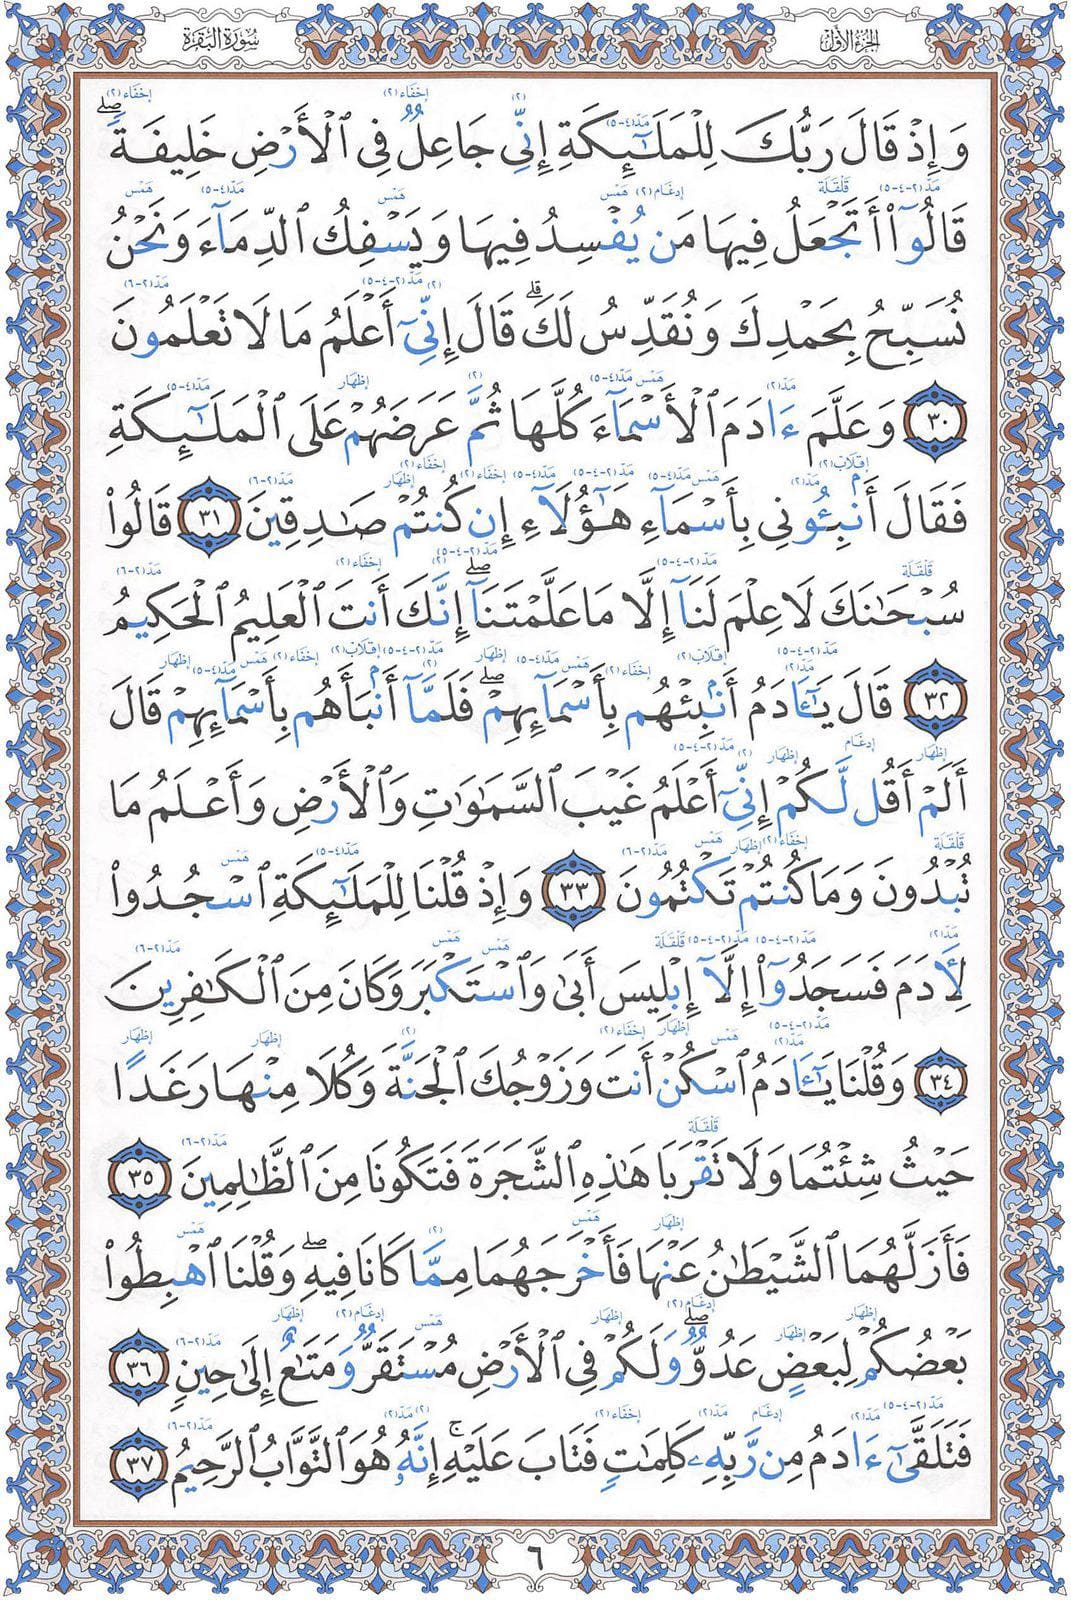 الجزء الأول
سورة البقرة
وَإِذْ قَالَ رَبُّكَ لِلْمَلَٰٓئِكَةِ إِنِّى جَاعِلٌ فِى ٱلْأَرْضِ خَلِيفَةً ۖ
قَالُوٓا۟ أَتَجْعَلُ فِيهَا مَن يُفْسِدُ فِيهَا وَيَسْفِكُ ٱلدِّمَآءَ وَنَحْنُ
نُسَبِّحُ بِحَمْدِكَ وَنُقَدِّسُ لَكَ ۖ قَالَ إِنِّىٓ أَعْلَمُ مَا لَا تَعْلَمُونَ
٣٠ وَعَلَّمَ ءَادَمَ ٱلْأَسْمَآءَ كُلَّهَا ثُمَّ عَرَضَهُمْ عَلَى ٱلْمَلَٰٓئِكَةِ
فَقَالَ أَنۢبِـُٔونِى بِأَسْمَآءِ هَٰٓؤُلَآءِ إِن كُنتُمْ صَٰدِقِينَ ٣١ قَالُوا۟
سُبْحَٰنَكَ لَا عِلْمَ لَنَآ إِلَّا مَا عَلَّمْتَنَآ ۖ إِنَّكَ أَنتَ ٱلْعَلِيمُ ٱلْحَكِيمُ
٣٢ قَالَ يَٰٓـَٔادَمُ أَنۢبِئْهُم بِأَسْمَآئِهِمْ ۖ فَلَمَّآ أَنۢبَأَهُم بِأَسْمَآئِهِمْ قَالَ
أَلَمْ أَقُل لَّكُمْ إِنِّىٓ أَعْلَمُ غَيْبَ ٱلسَّمَٰوَٰتِ وَٱلْأَرْضِ وَأَعْلَمُ مَا
تُبْدُونَ وَمَا كُنتُمْ تَكْتُمُونَ ٣٣ وَإِذْ قُلْنَا لِلْمَلَٰٓئِكَةِ ٱسْجُدُوا۟
لِـَٔادَمَ فَسَجَدُوٓا۟ إِلَّآ إِبْلِيسَ أَبَىٰ وَٱسْتَكْبَرَ وَكَانَ مِنَ ٱلْكَٰفِرِينَ
٣٤ وَقُلْنَا يَٰٓـَٔادَمُ ٱسْكُنْ أَنتَ وَزَوْجُكَ ٱلْجَنَّةَ وَكُلَا مِنْهَا رَغَدًا
حَيْثُ شِئْتُمَا وَلَا تَقْرَبَا هَٰذِهِ ٱلشَّجَرَةَ فَتَكُونَا مِنَ ٱلظَّٰلِمِينَ ٣٥
فَأَزَلَّهُمَا ٱلشَّيْطَٰنُ عَنْهَا فَأَخْرَجَهُمَا مِمَّا كَانَا فِيهِ ۖ وَقُلْنَا ٱهْبِطُوا۟
بَعْضُكُمْ لِبَعْضٍ عَدُوٌّ ۖ وَلَكُمْ فِى ٱلْأَرْضِ مُسْتَقَرٌّ وَمَتَٰعٌ إِلَىٰ حِينٍ ٣٦
فَتَلَقَّىٰٓ ءَادَمُ مِن رَّبِّهِۦ كَلِمَٰتٍ فَتَابَ عَلَيْهِ ۚ إِنَّهُۥ هُوَ ٱلتَّوَّابُ ٱلرَّحِيمُ ٣٧
٦